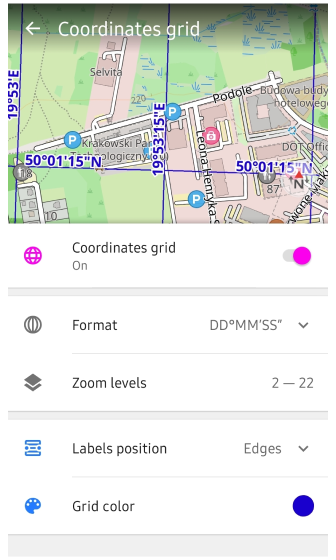 Coordinates grid
Selvita
19°53'E
220
Podole
Budowa budy
hotelowego
19°53'15"E
Krakowski Par
Technologiczny
DOT Offic
50°01'15"N
50°01'15"N
Leona Henryka
87
10
N
Coordinates grid
On
Format
DD°MM'SS"
Zoom levels
2 — 22
Labels position
Edges
Grid color